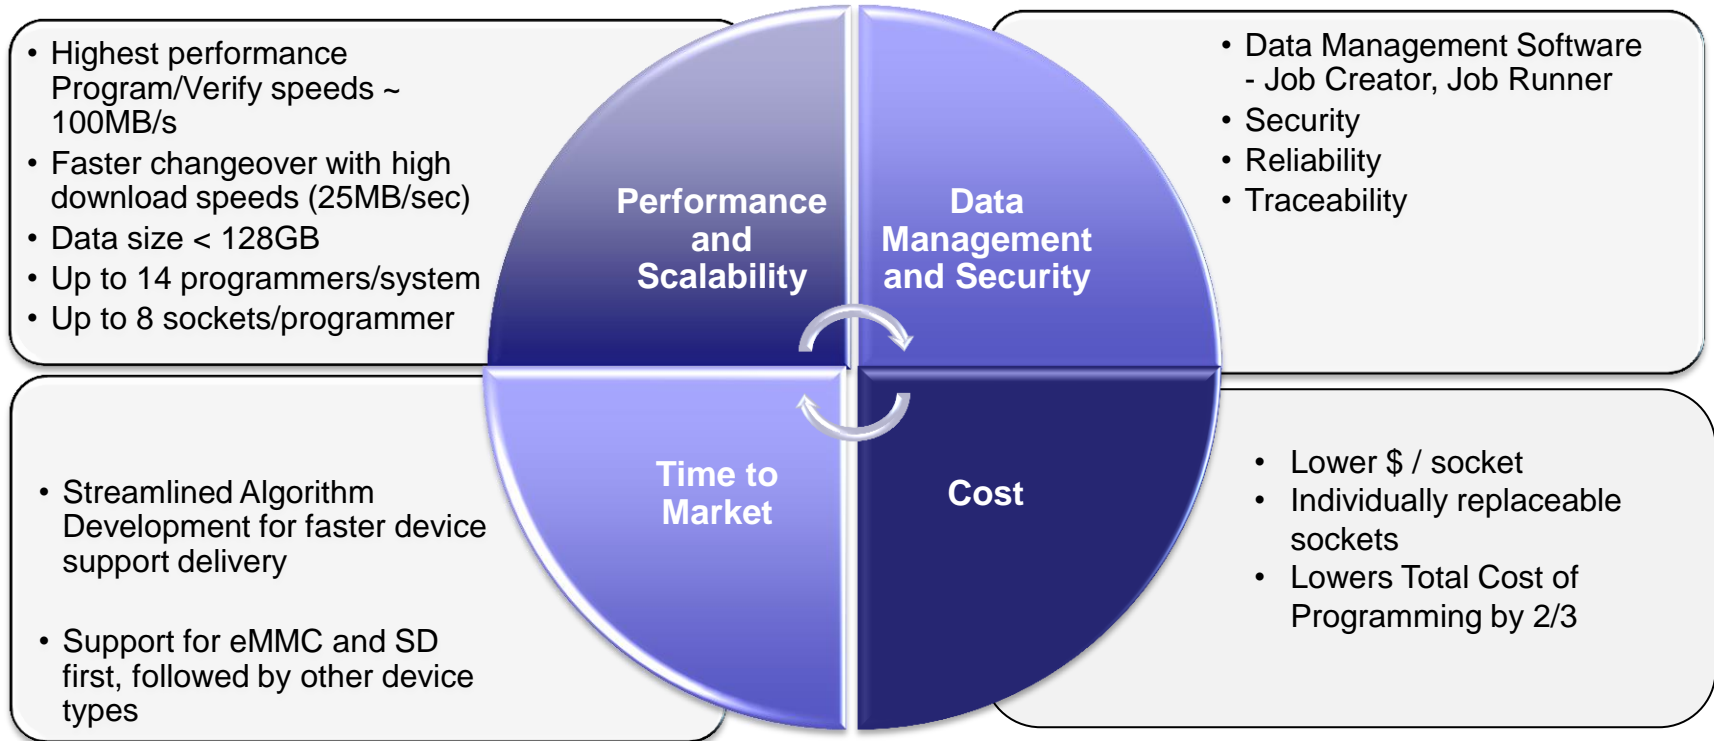 • Highest performance
Program/Verify speeds ~
100MB/s
• Faster changeover with high
download speeds (25MB/sec)
• Data size < 128GB
• Up to 14 programmers/system
• Up to 8 sockets/programmer
Performance
and
Scalability
Data
Management
and Security
• Data Management Software
- Job Creator, Job Runner
• Security
• Reliability
• Traceability
• Streamlined Algorithm
Development for faster device
support delivery
• Support for eMMC and SD
first, followed by other device
types
Time to
Market
Cost
• Lower $ / socket
• Individually replaceable
sockets
• Lowers Total Cost of
Programming by 2/3